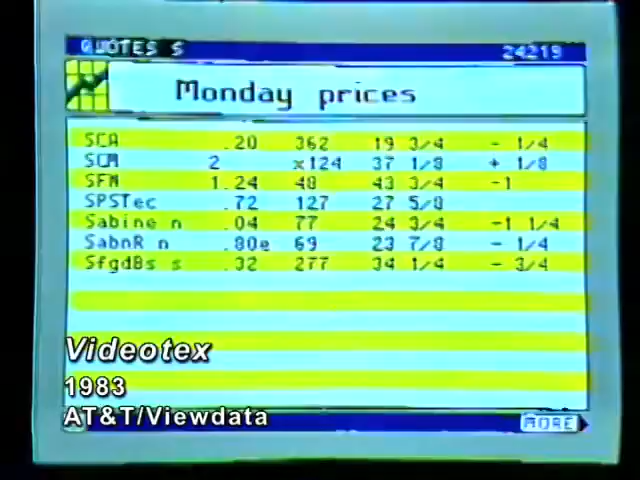 QUOTES S 24219
Monday prices
SCA .20 362 19 3/4 - 1/4
SCM 2 x124 37 1/8 + 1/8
SFN 1.24 48 43 3/4 -1
SPSTec .72 127 27 5/8
Sabine n .04 77 24 3/4 -1 1/4
SabnR n .80e 69 23 7/8 - 1/4
SfgdBs s .32 277 34 1/4 - 3/4
Videotex
1983
AT&T/Viewdata
MORE